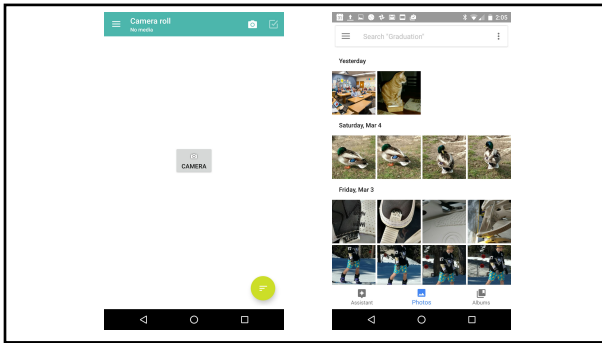 Camera roll
No media
CAMERA
2:05
Search "Graduation"
Yesterday
Saturday, Mar 4
Friday, Mar 3
Assistant
Photos
Albums